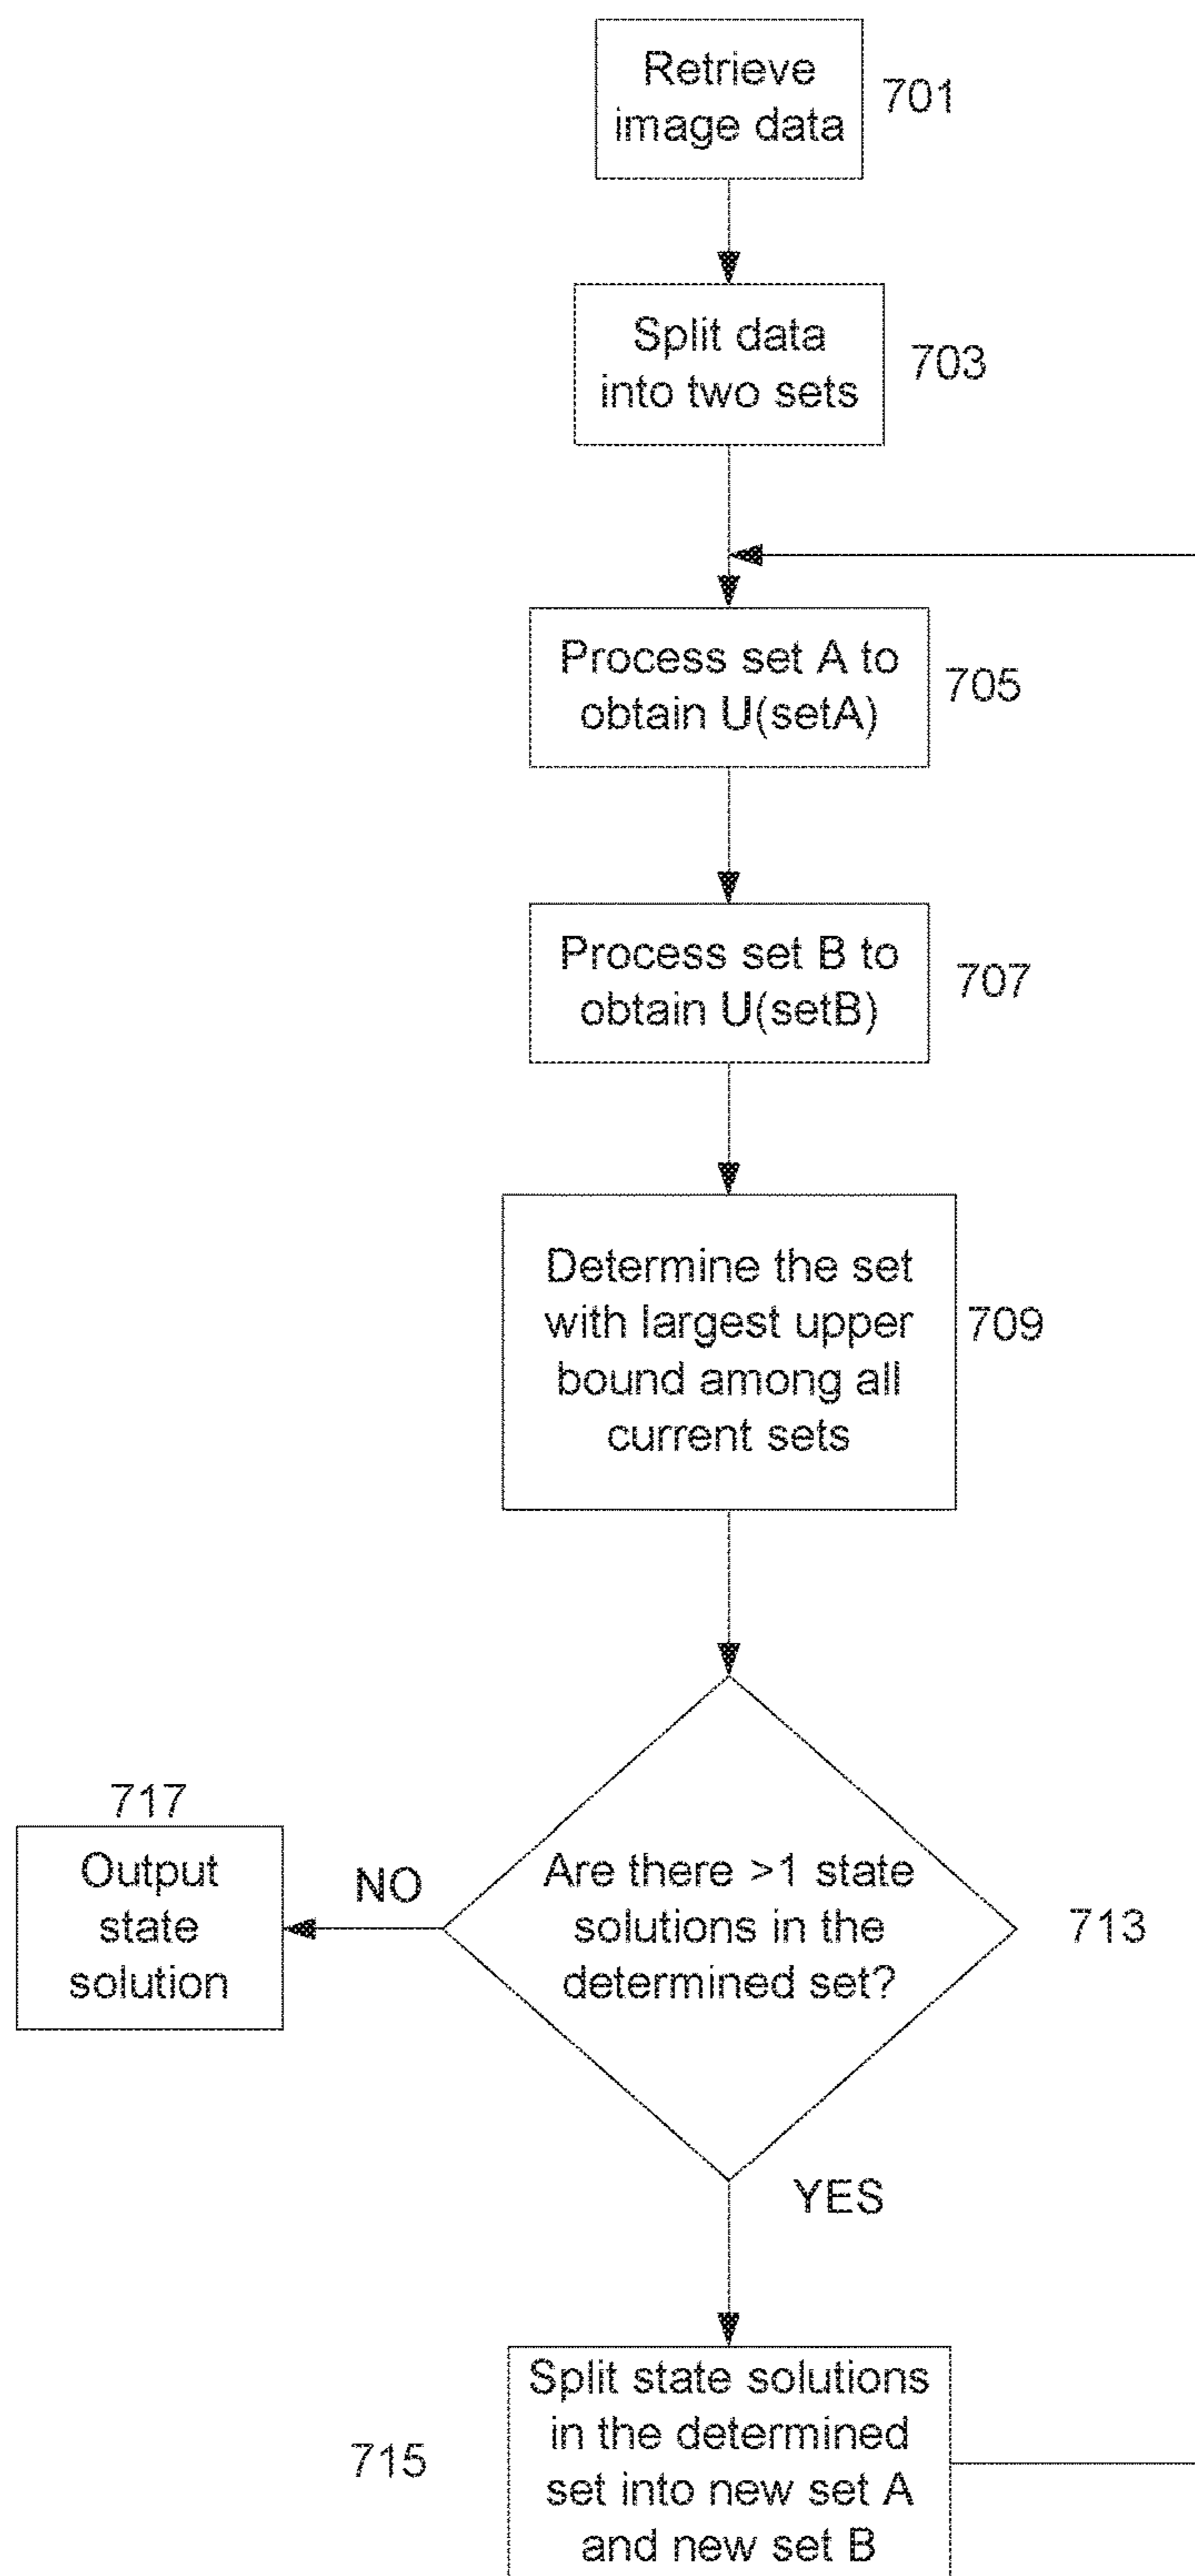 Retrieve
image data
701
Split data
into two sets
703
Process set A to
obtain U(setA)
705
Process set B to
obtain U(setB)
707
Determine the set
with largest upper
bound among all
current sets
709
Are there >1 state
solutions in the
determined set?
713
NO
717
Output
state
solution
YES
Split state solutions
in the determined
set into new set A
and new set B
715